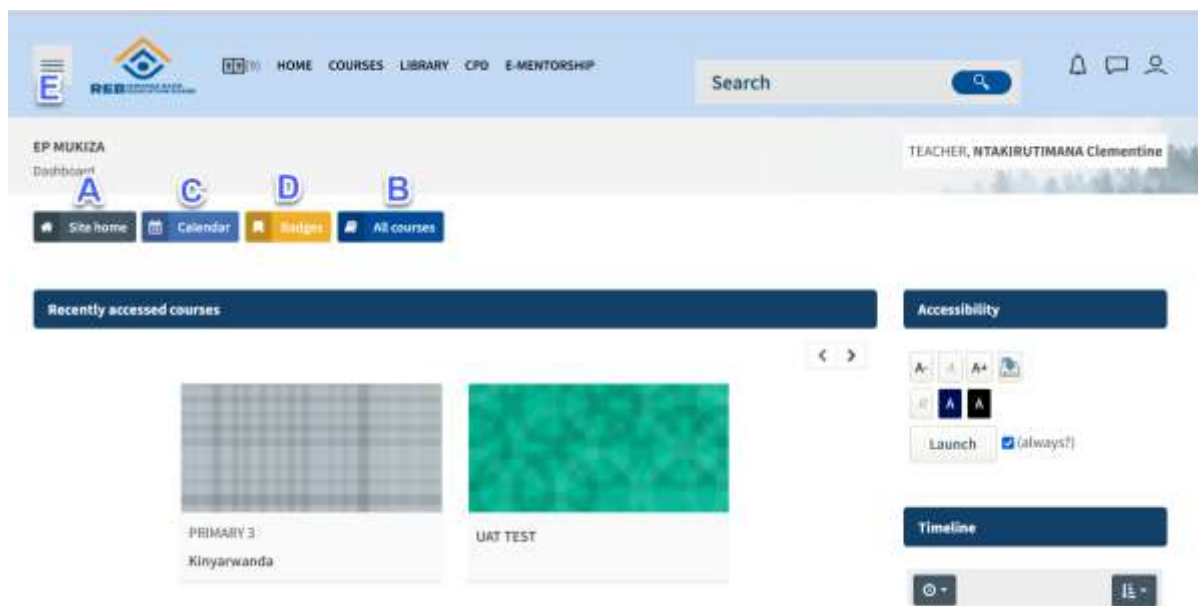 E
REB
HOME COURSES LIBRARY CPD E-MENTORSHIP
Search
EP MUKIZA
Dashboard
TEACHER, NTAKIRUTIMANA Clementine
A C D B
Site home Calendar Badges All courses
Recently accessed courses
Accessibility
A- A A+
A A
Launch (always?)
PRIMARY 3
Kinyarwanda
UAT TEST
Timeline